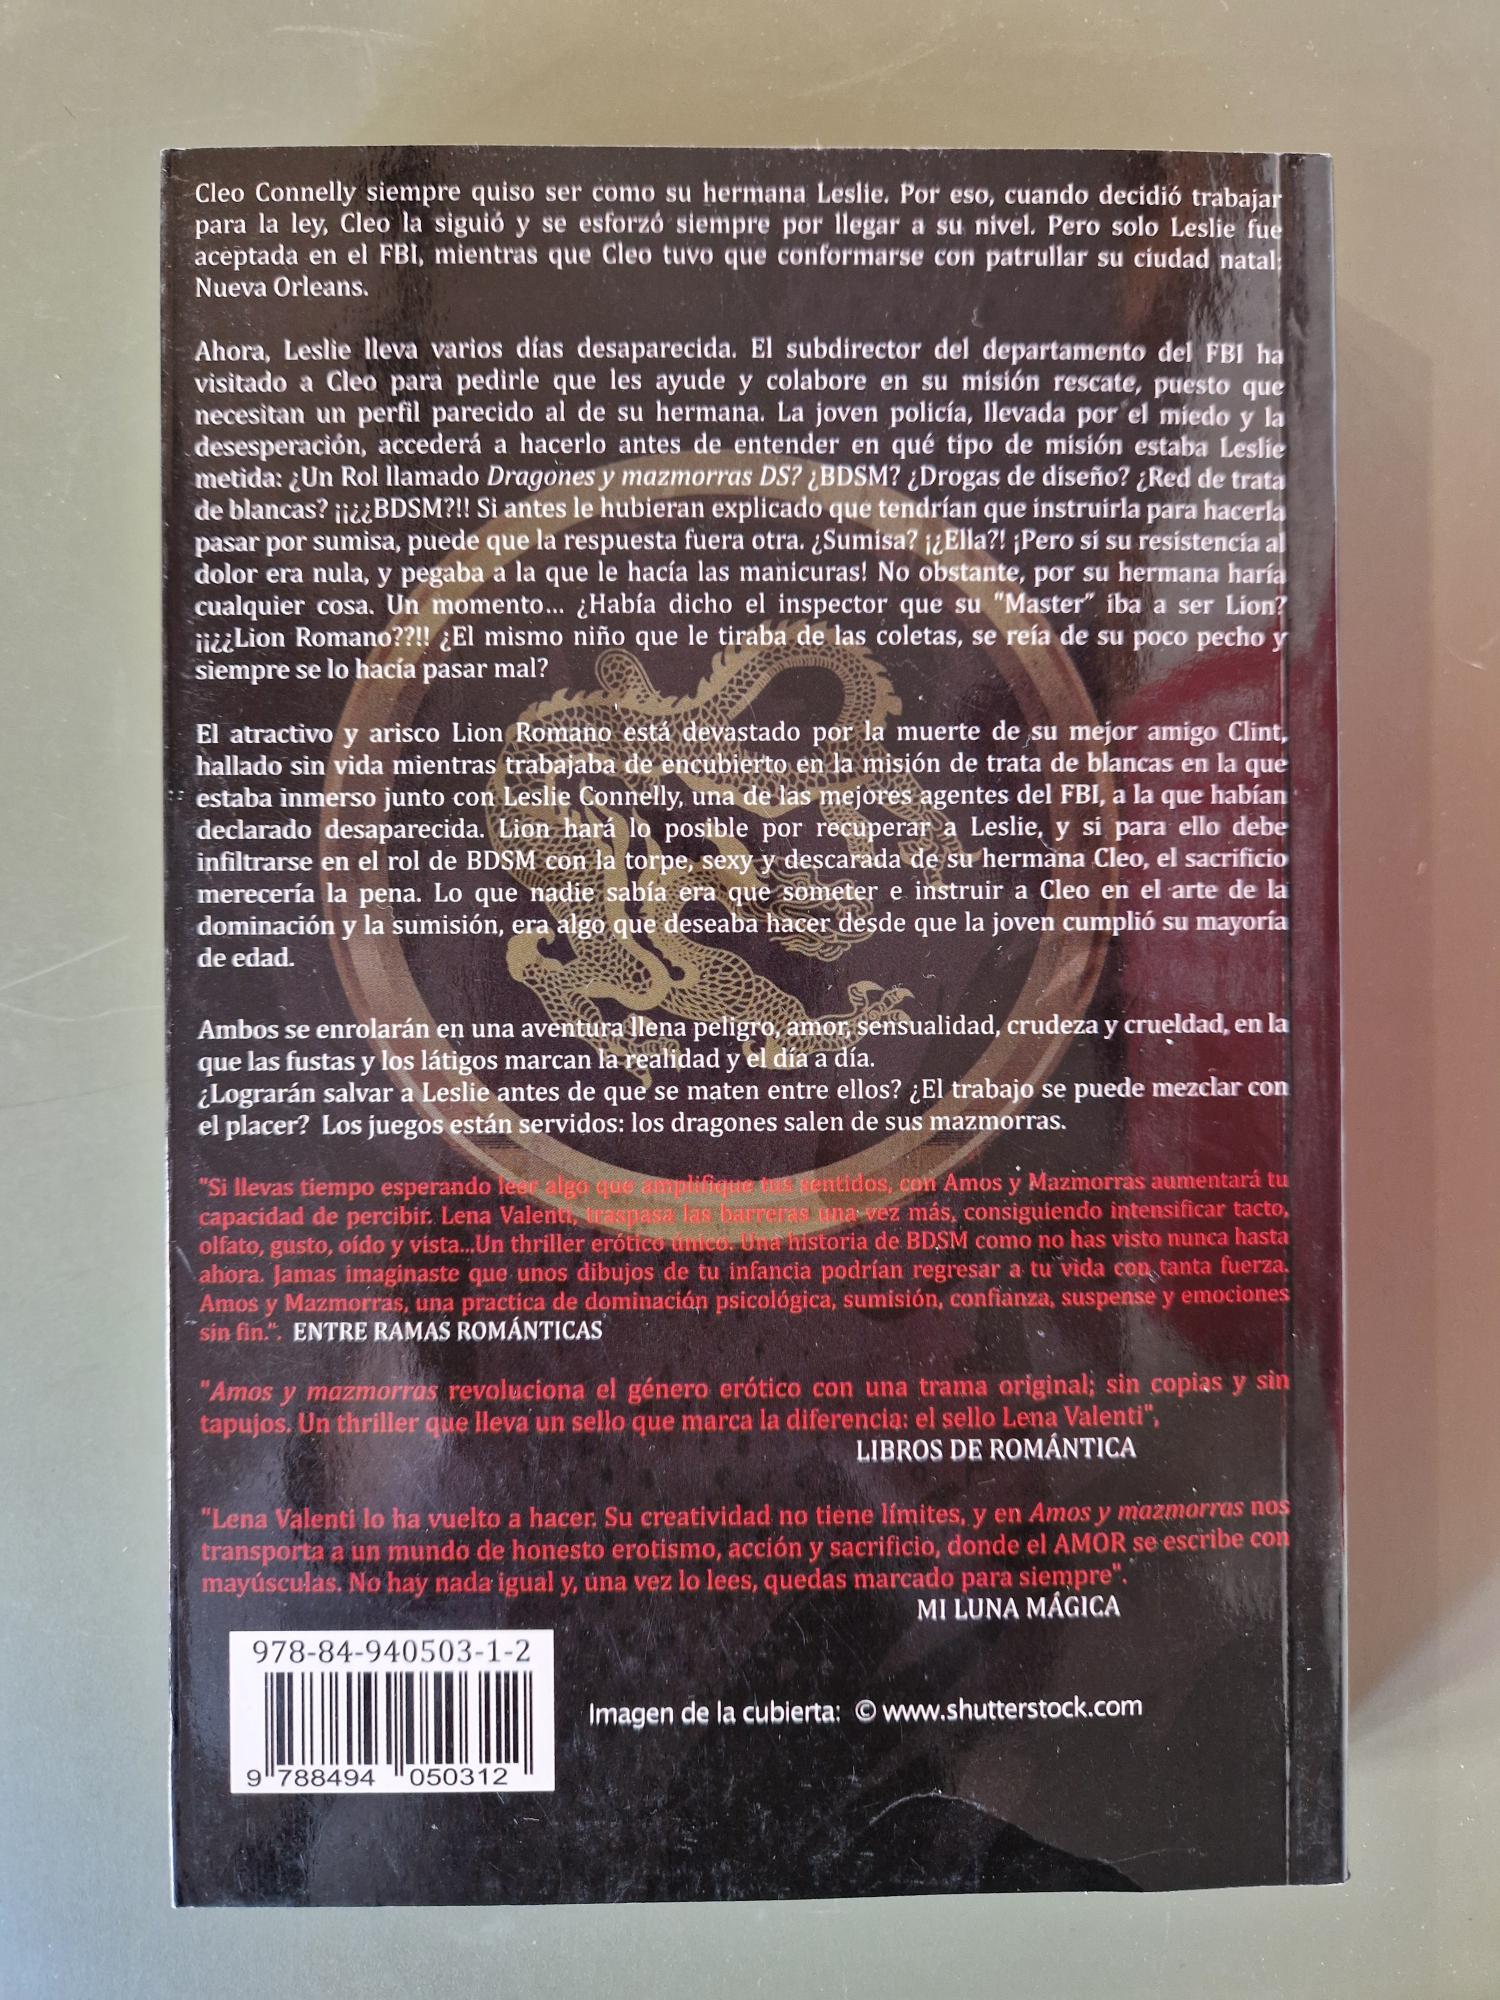 Cleo Connelly siempre quiso ser como su hermana Leslie. Por eso, cuando decidió trabajar
para la ley, Cleo la siguió y se esforzó siempre por llegar a su nivel. Pero solo Leslie fue
aceptada en el FBI, mientras que Cleo tuvo que conformarse con patrullar su ciudad natal:
Nueva Orleans.
Ahora, Leslie lleva varios días desaparecida. El subdirector del departamento del FBI ha
visitado a Cleo para pedirle que les ayude y colabore en su misión rescate, puesto que
necesitan un perfil parecido al de su hermana. La joven policía, llevada por el miedo y la
desesperación, accederá a hacerlo antes de entender en qué tipo de misión estaba Leslie
metida: ¿Un Rol llamado Dragones y mazmorras DS? ¿BDSM? ¿Drogas de diseño? ¿Red de trata
de blancas? ¡¡¿¿BDSM?!! Si antes le hubieran explicado que tendrían que instruirla para hacerla
pasar por sumisa, puede que la respuesta fuera otra. ¿Sumisa? ¡¿Ella?! ¡Pero si su resistencia al
dolor era nula, y pegaba a la que le hacía las manicuras! No obstante, por su hermana haría
cualquier cosa. Un momento... ¿Había dicho el inspector que su "Master" iba a ser Lion?
¡¡¿¿Lion Romano??!! ¿El mismo niño que le tiraba de las coletas, se reía de su poco pecho y
siempre se lo hacía pasar mal?
El atractivo y arisco Lion Romano está devastado por la muerte de su mejor amigo Clint,
hallado sin vida mientras trabajaba de encubierto en la misión de trata de blancas en la que
estaba inmerso junto con Leslie Connelly, una de las mejores agentes del FBI, a la que habían
declarado desaparecida. Lion hará lo posible por recuperar a Leslie, y si para ello debe
infiltrarse en el rol de BDSM con la torpe, sexy y descarada de su hermana Cleo, el sacrificio
merecería la pena. Lo que nadie sabía era que someter e instruir a Cleo en el arte de la
dominación y la sumisión, era algo que deseaba hacer desde que la joven cumplió su mayoría
de edad.
Ambos se enrolarán en una aventura llena peligro, amor, sensualidad, crudeza y crueldad, en la
que las fustas y los látigos marcan la realidad y el día a día.
¿Lograrán salvar a Leslie antes de que se maten entre ellos? ¿El trabajo se puede mezclar con
el placer? Los juegos están servidos: los dragones salen de sus mazmorras.
"Si llevas tiempo esperando leer algo que amplifique tus sentidos, con Amos y Mazmorras aumentará tu
capacidad de percibir. Lena Valenti, traspasa las barreras una vez más, consiguiendo intensificar tacto,
olfato, gusto, oído y vista...Un thriller erótico único. Una historia de BDSM como no has visto nunca hasta
ahora. Jamas imaginaste que unos dibujos de tu infancia podrían regresar a tu vida con tanta fuerza.
Amos y Mazmorras, una practica de dominación psicológica, sumisión, confianza, suspense y emociones
sin fin.". ENTRE RAMAS ROMÁNTICAS
"Amos y mazmorras revoluciona el género erótico con una trama original; sin copias y sin
tapujos. Un thriller que lleva un sello que marca la diferencia: el sello Lena Valenti",
LIBROS DE ROMÁNTICA
"Lena Valenti lo ha vuelto a hacer. Su creatividad no tiene límites, y en Amos y mazmorras nos
transporta a un mundo de honesto erotismo, acción y sacrificio, donde el AMOR se escribe con
mayúsculas. No hay nada igual y, una vez lo lees, quedas marcado para siempre".
MI LUNA MÁGICA
978-84-940503-1-2
Imagen de la cubierta: © www.shutterstock.com
9 788494 050312